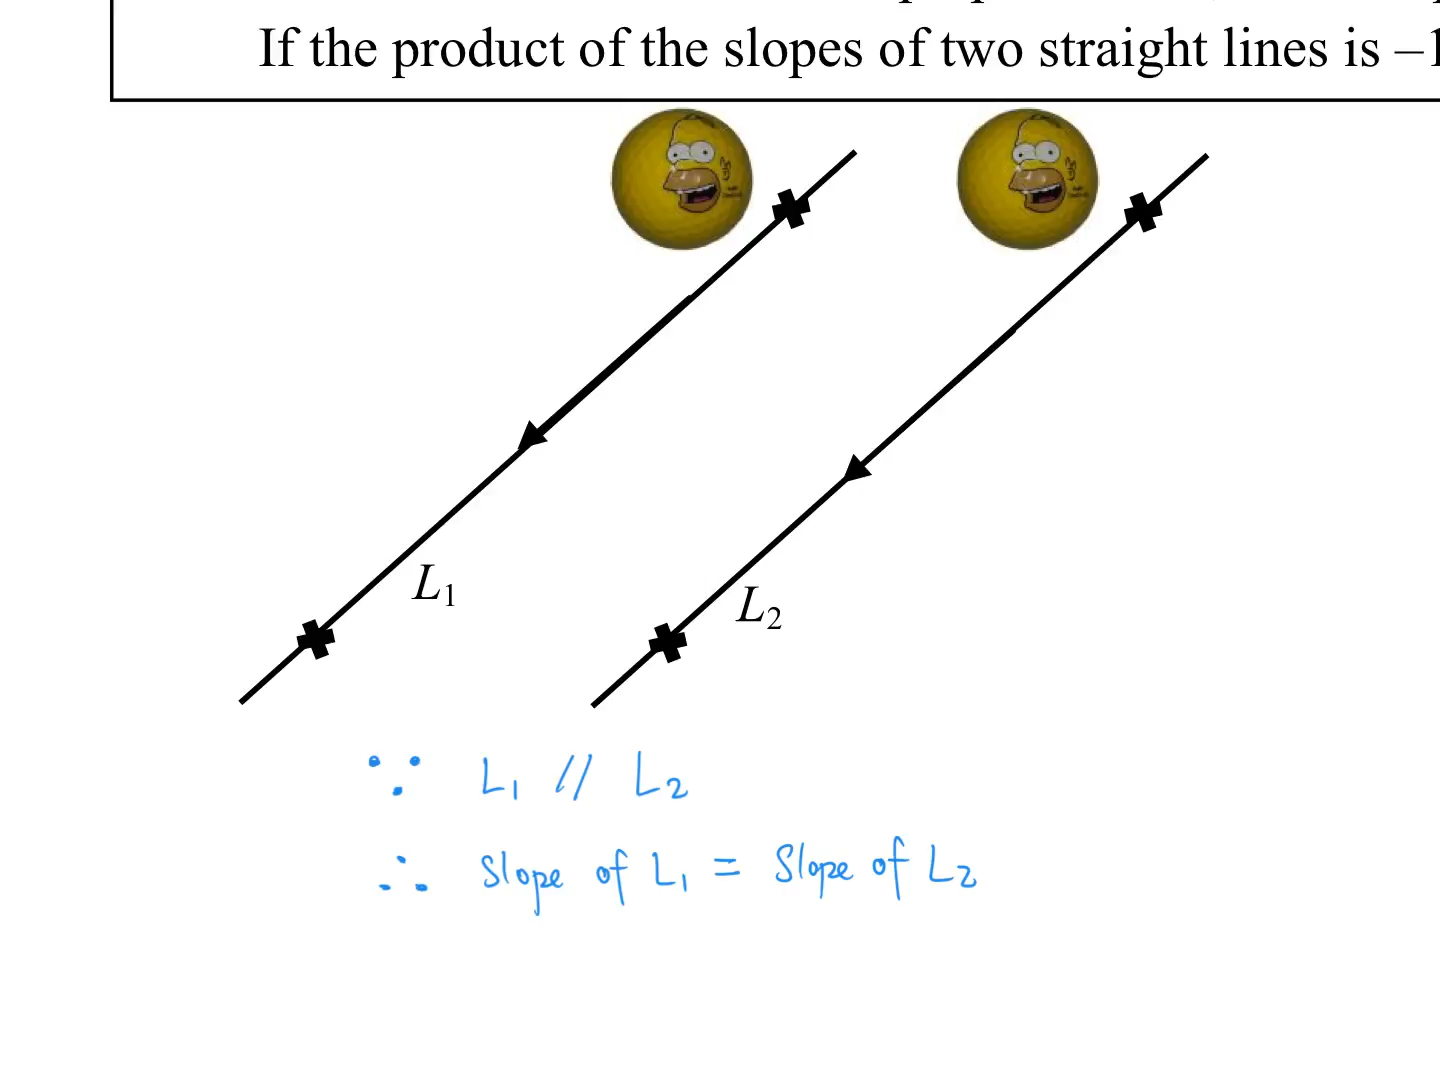 If the product of the slopes of two straight lines is –1
L1
L2
∵ L1 // L2
∴ Slope of L1 = Slope of L2